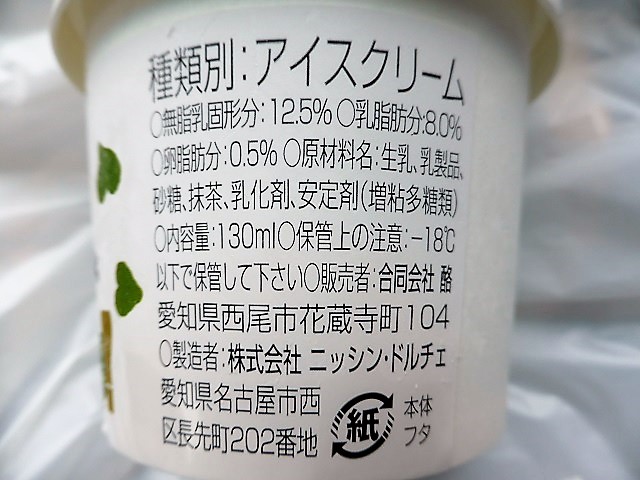 種類別:アイスクリーム
○無脂乳固形分:12.5% ○乳脂肪分:8.0%
○卵脂肪分:0.5% ○原材料名:生乳、乳製品、
砂糖、抹茶、乳化剤、安定剤(増粘多糖類)
○内容量:130ml○保管上の注意:-18℃
以下で保管して下さい○販売者:合同会社 酪
愛知県西尾市花蔵寺町104
○製造者:株式会社 ニッシン・ドルチェ
愛知県名古屋市西
区長先町202番地
紙
本体
フタ